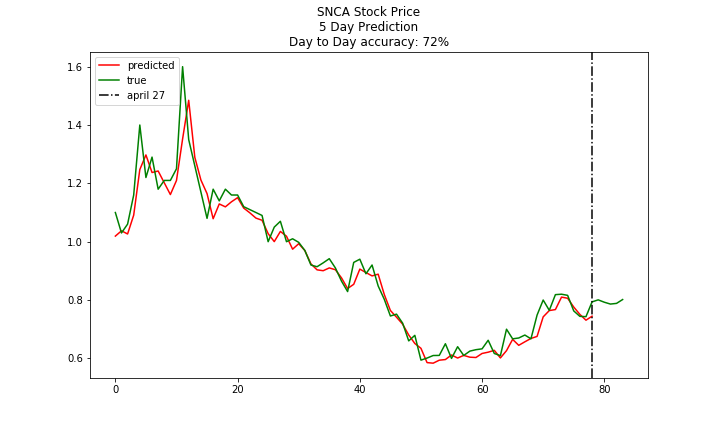 SNCA Stock Price
5 Day Prediction
Day to Day accuracy: 72%
predicted
true
april 27
1.6
1.4
1.2
1.0
0.8
0.6
0
20
40
60
80